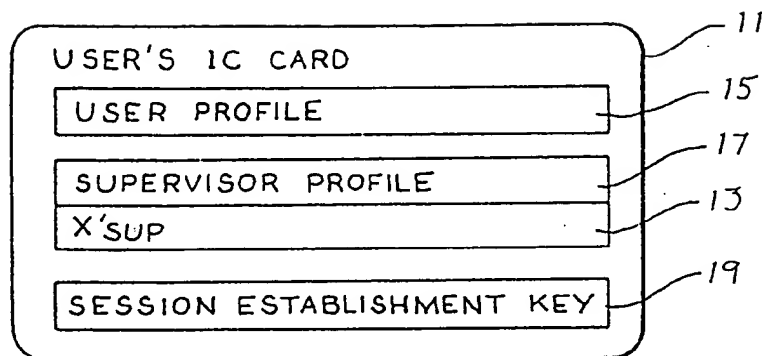 USER'S IC CARD
11
USER PROFILE
15
SUPERVISOR PROFILE
17
X'SUP
13
SESSION ESTABLISHMENT KEY
19